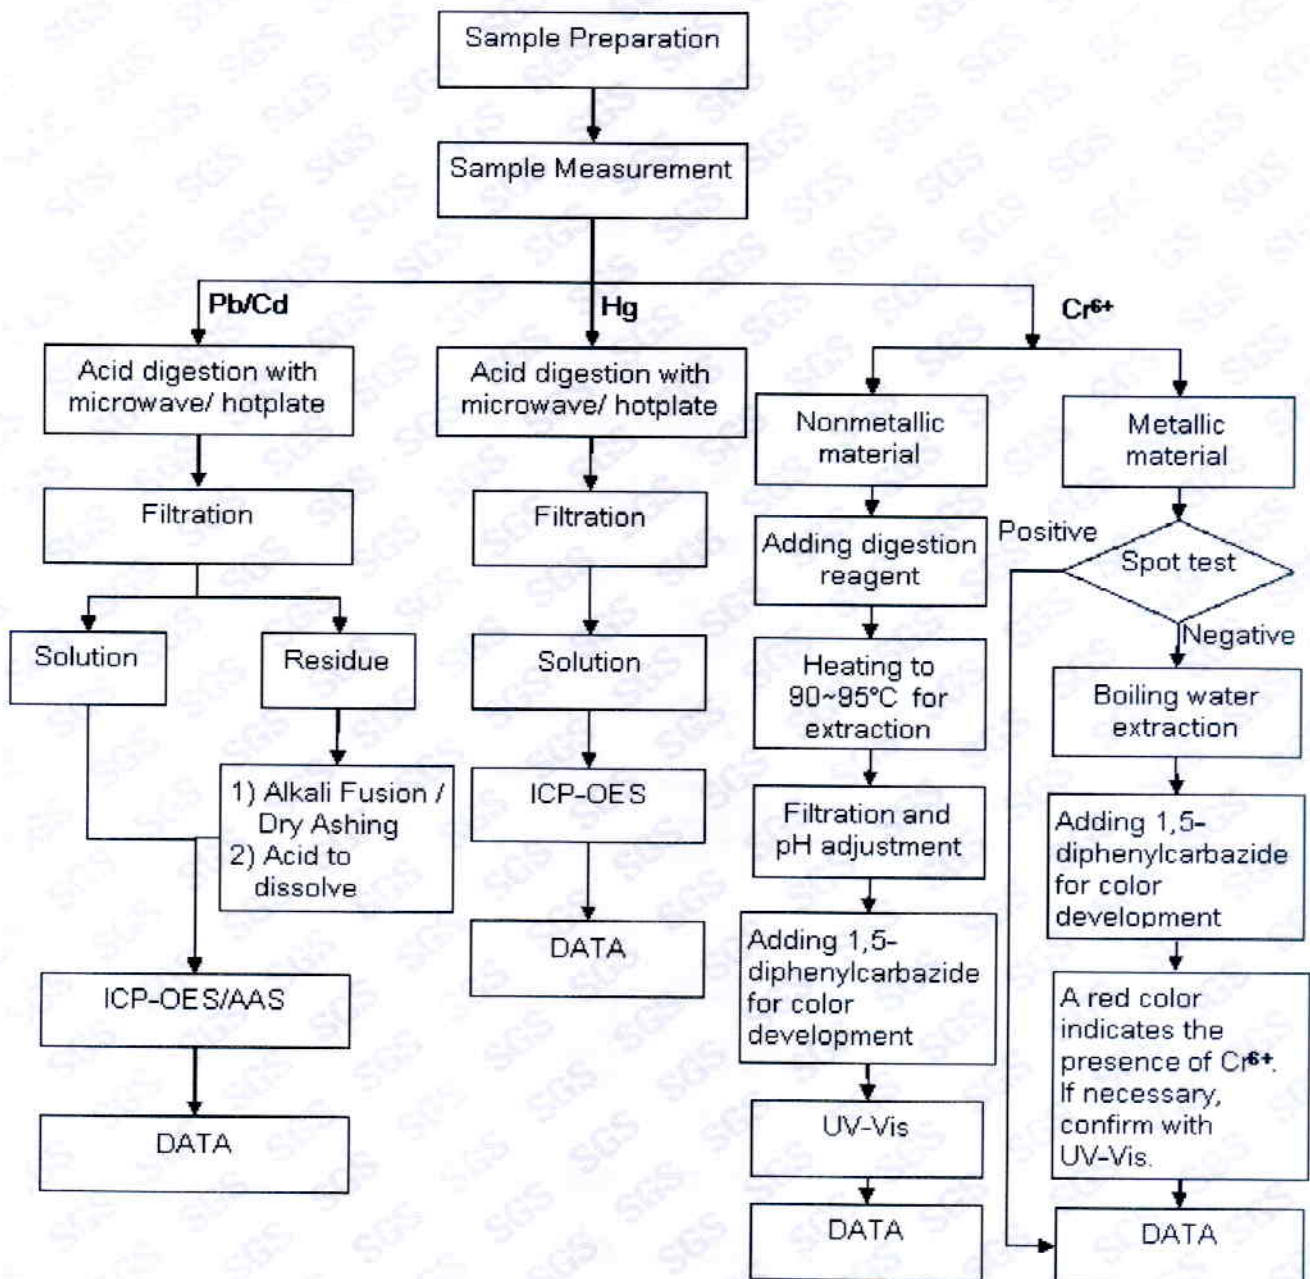 Sample Preparation
Sample Measurement
Pb/Cd
Hg
Cr⁶⁺
Acid digestion with
microwave/ hotplate
Filtration
Solution
Residue
1) Alkali Fusion /
Dry Ashing
2) Acid to
dissolve
ICP-OES/AAS
DATA
Acid digestion with
microwave/ hotplate
Filtration
Solution
ICP-OES
DATA
Nonmetallic
material
Adding digestion
reagent
Heating to
90~95°C for
extraction
Filtration and
pH adjustment
Adding 1,5-
diphenylcarbazide
for color
development
UV-Vis
DATA
Metallic
material
Positive
Spot test
Negative
Boiling water
extraction
Adding 1,5-
diphenylcarbazide
for color
development
A red color
indicates the
presence of Cr⁶⁺.
If necessary,
confirm with
UV-Vis.
DATA
SGS